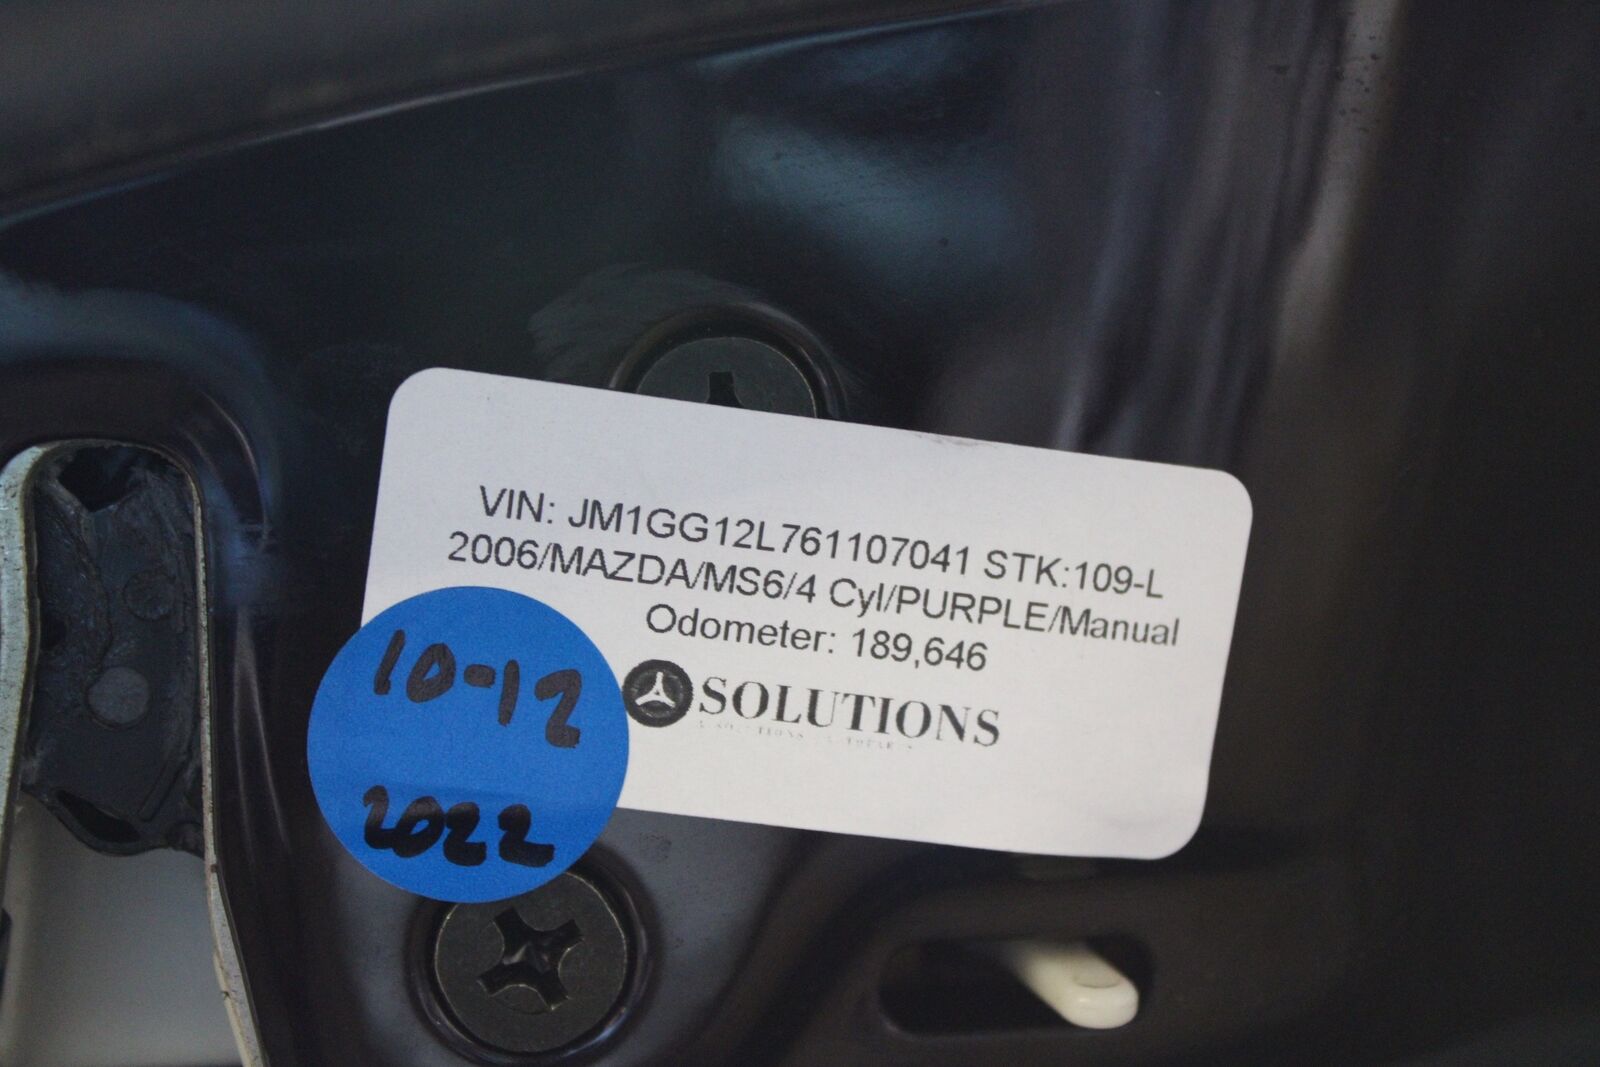 VIN: JM1GG12L761107041 STK:109-L
2006/MAZDA/MS6/4 Cyl/PURPLE/Manual
Odometer: 189,646
SOLUTIONS
10-12
2022